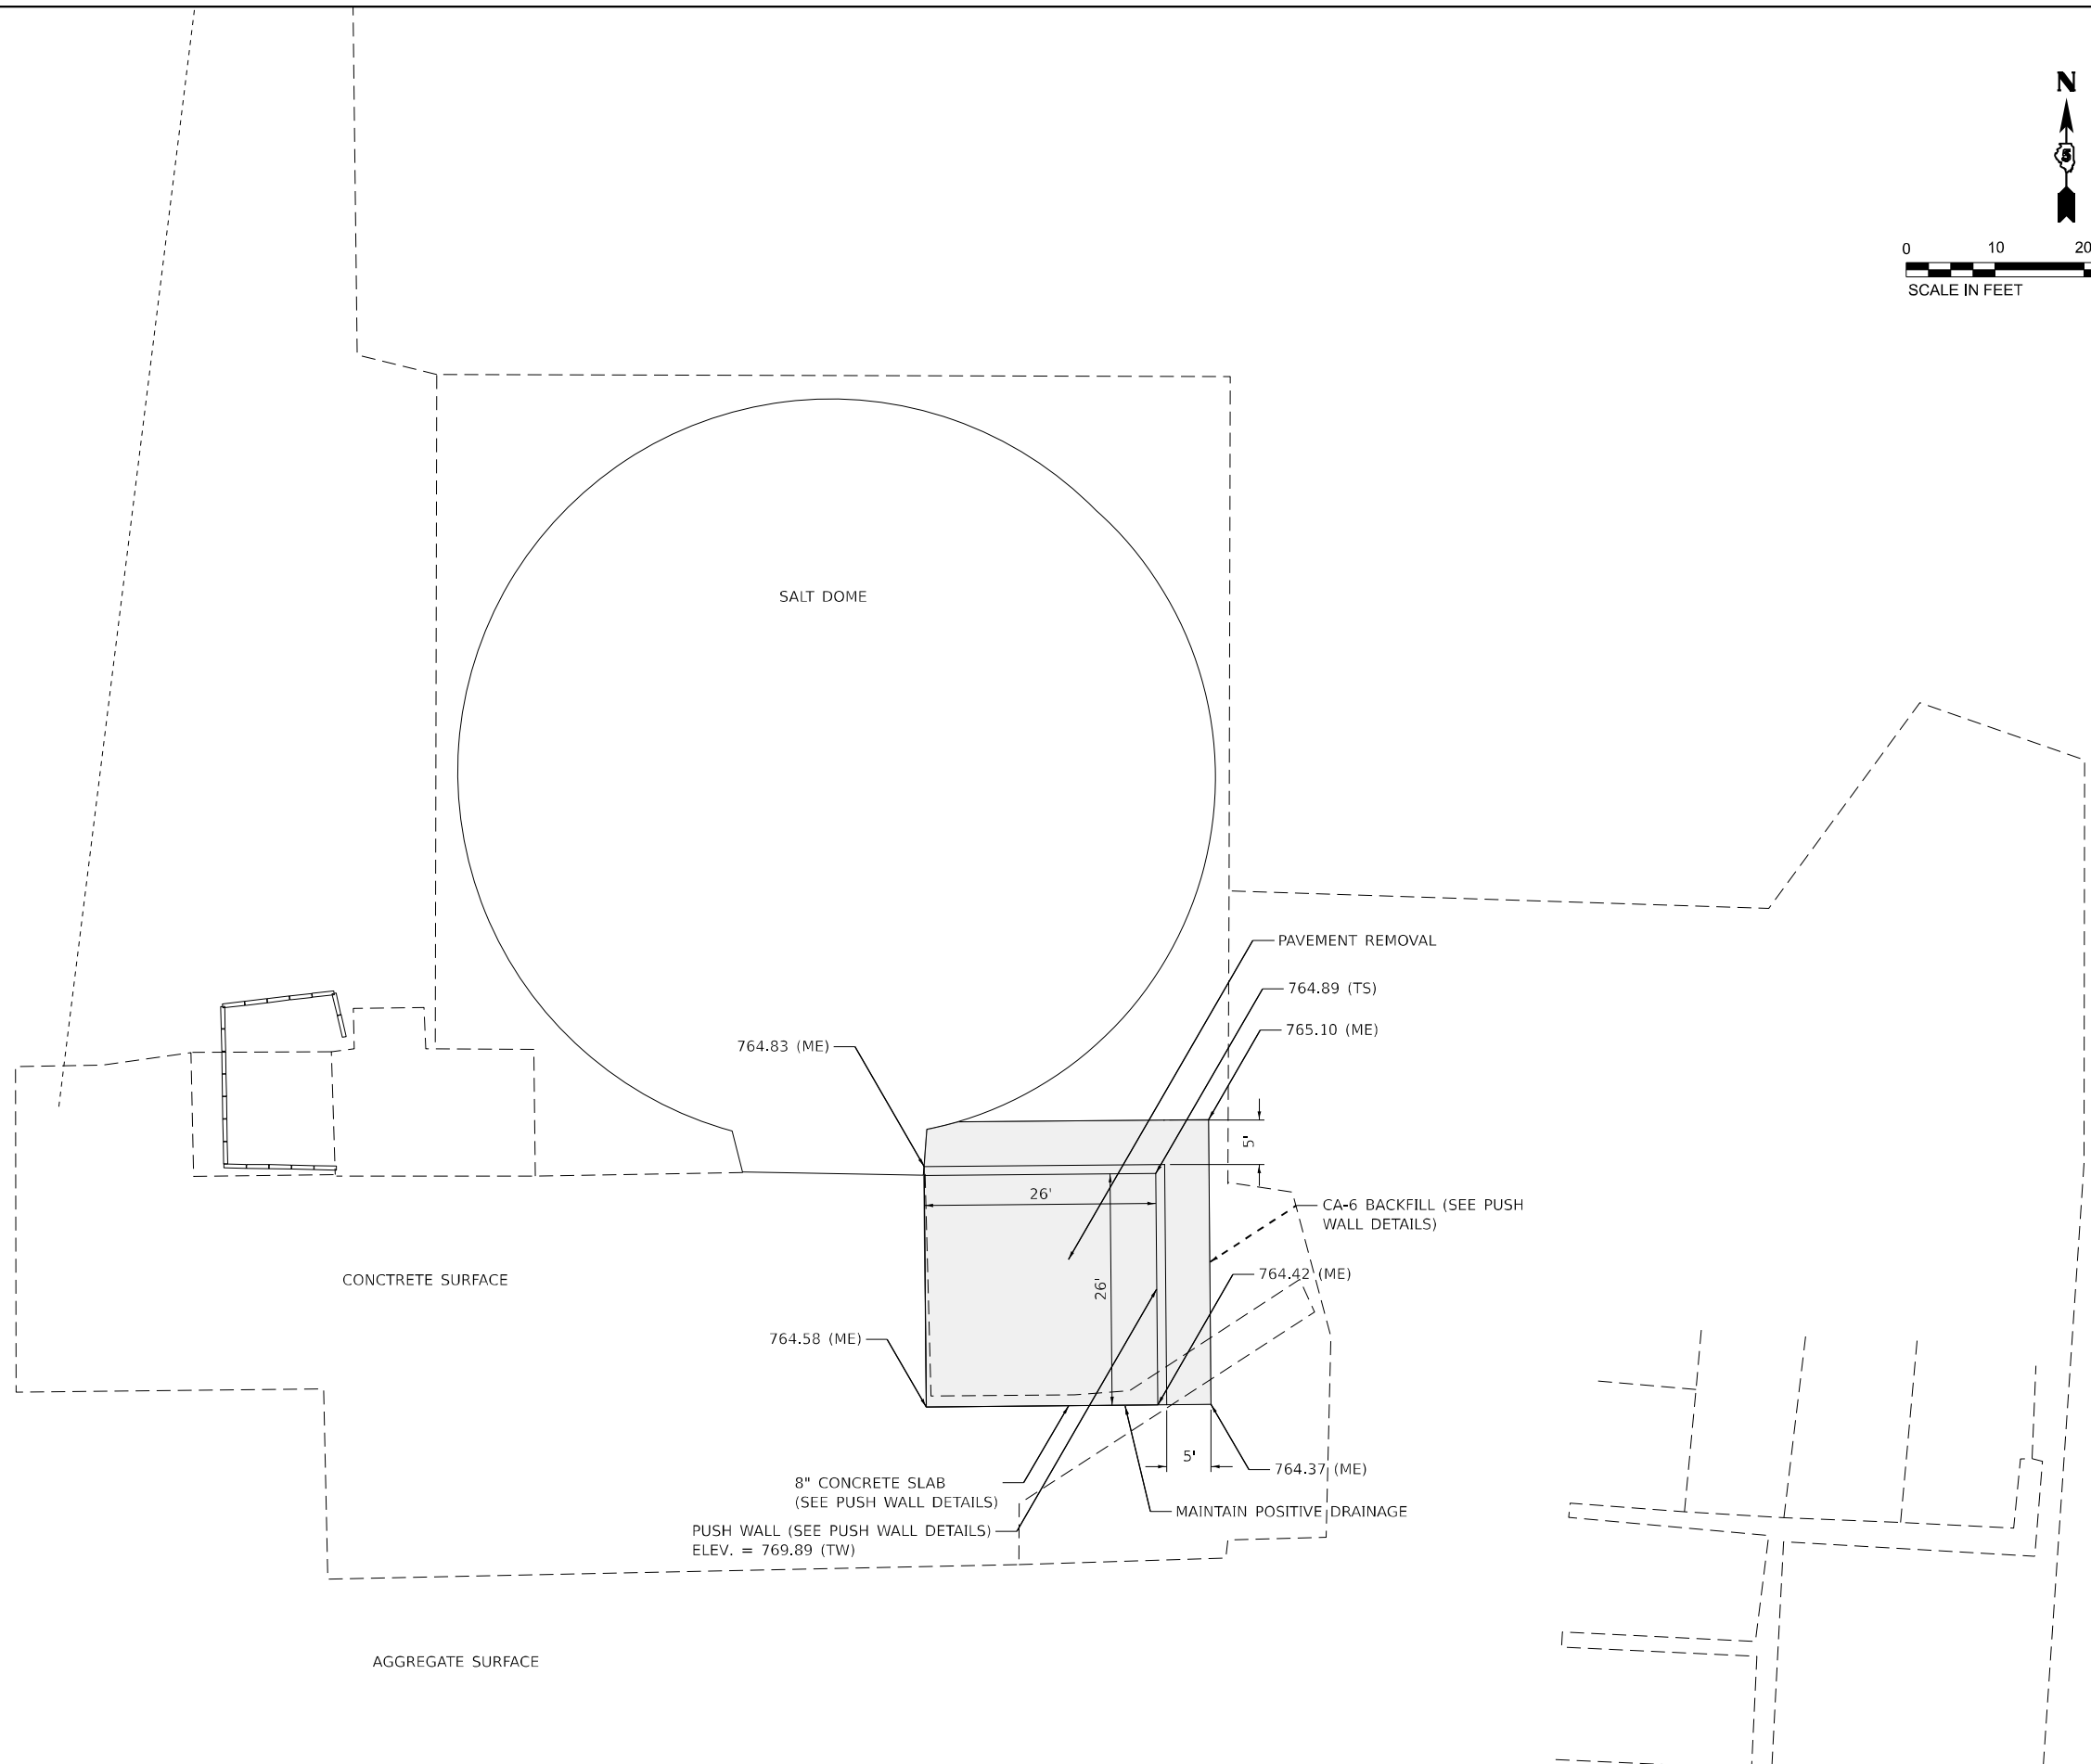 N
5
0 10 20
SCALE IN FEET
SALT DOME
PAVEMENT REMOVAL
764.89 (TS)
765.10 (ME)
764.83 (ME)
5'
26'
CA-6 BACKFILL (SEE PUSH
WALL DETAILS)
CONCTRETE SURFACE
764.42 (ME)
26'
764.58 (ME)
5'
764.37 (ME)
8" CONCRETE SLAB
(SEE PUSH WALL DETAILS)
MAINTAIN POSITIVE DRAINAGE
PUSH WALL (SEE PUSH WALL DETAILS)
ELEV. = 769.89 (TW)
AGGREGATE SURFACE